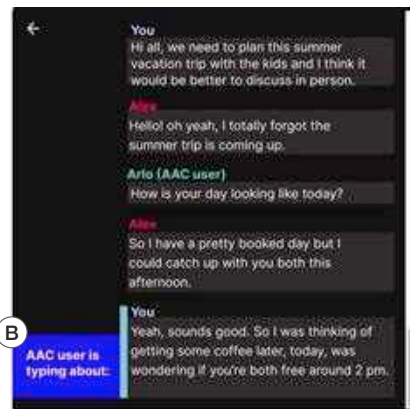 You
Hi all, we need to plan this summer
vacation trip with the kids and I think it
would be better to discuss in person.
Alex
Hello! oh yeah, I totally forgot the
summer trip is coming up.
Arlo (AAC user)
How is your day looking like today?
Alex
So I have a pretty booked day but I
could catch up with you both this
afternoon.
You
Yeah, sounds good. So I was thinking of
getting some coffee later, today, was
wondering if you're both free around 2 pm.
B
AAC user is
typing about: